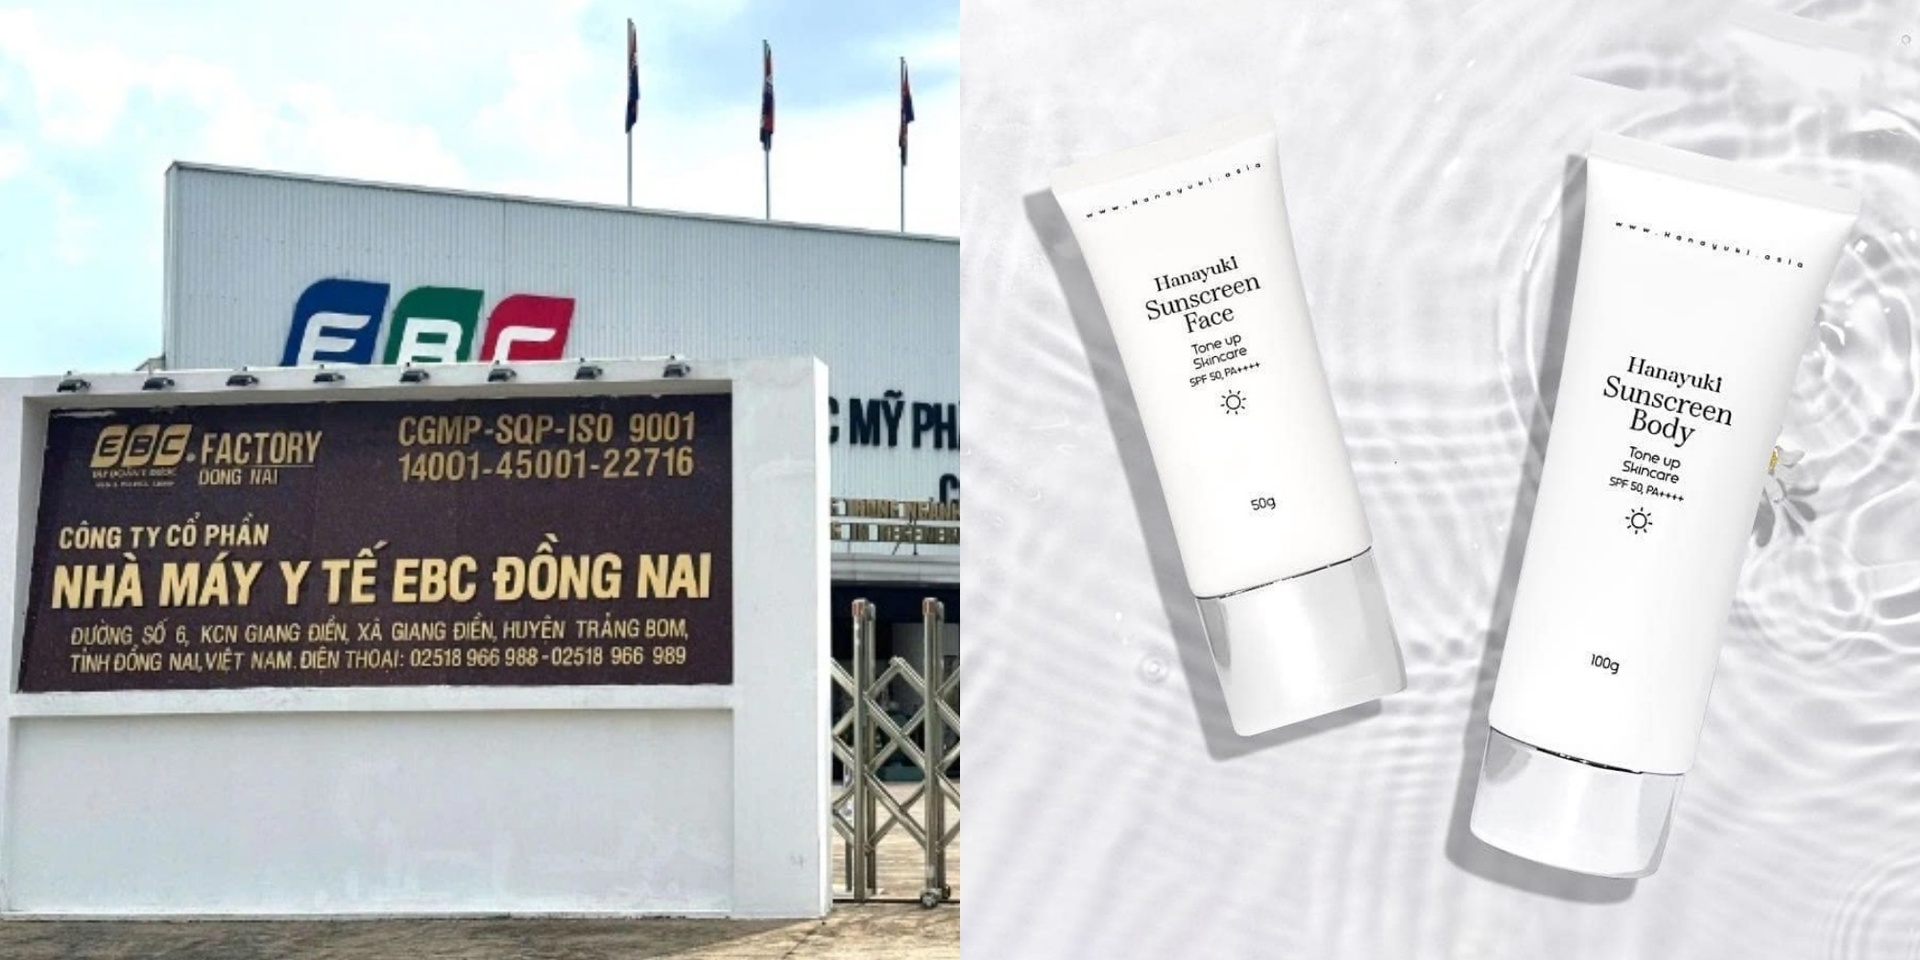 EBC
C MỸ PH
EBC.FACTORY
ĐỒNG NAI
CGMP-SQP-ISO 9001
14001-45001-22716
CÔNG TY CỔ PHẦN
NHÀ MÁY Y TẾ EBC ĐỒNG NAI
ĐƯỜNG SỐ 6, KCN GIANG ĐIỀN, XÃ GIANG ĐIỀN, HUYỆN TRẢNG BOM,
TỈNH ĐỒNG NAI, VIỆT NAM. ĐIỆN THOẠI: 02518 966 988 - 02518 966 989
www.Hanayuki.asia
Hanayuki
Sunscreen
Face
Tone up
Skincare
SPF 50, PA++++
50g
www.Hanayuki.asia
Hanayuki
Sunscreen
Body
Tone up
Skincare
SPF 50, PA++++
100g